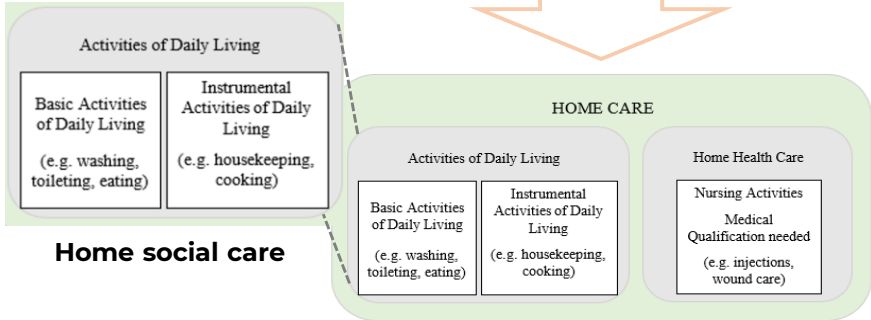 Activities of Daily Living
Basic Activities
of Daily Living
(e.g. washing,
toileting, eating)
Instrumental
Activities of Daily
Living
(e.g. housekeeping,
cooking)
Home social care
HOME CARE
Activities of Daily Living
Basic Activities
of Daily Living
(e.g. washing,
toileting, eating)
Instrumental
Activities of Daily
Living
(e.g. housekeeping,
cooking)
Home Health Care
Nursing Activities
Medical
Qualification needed
(e.g. injections,
wound care)